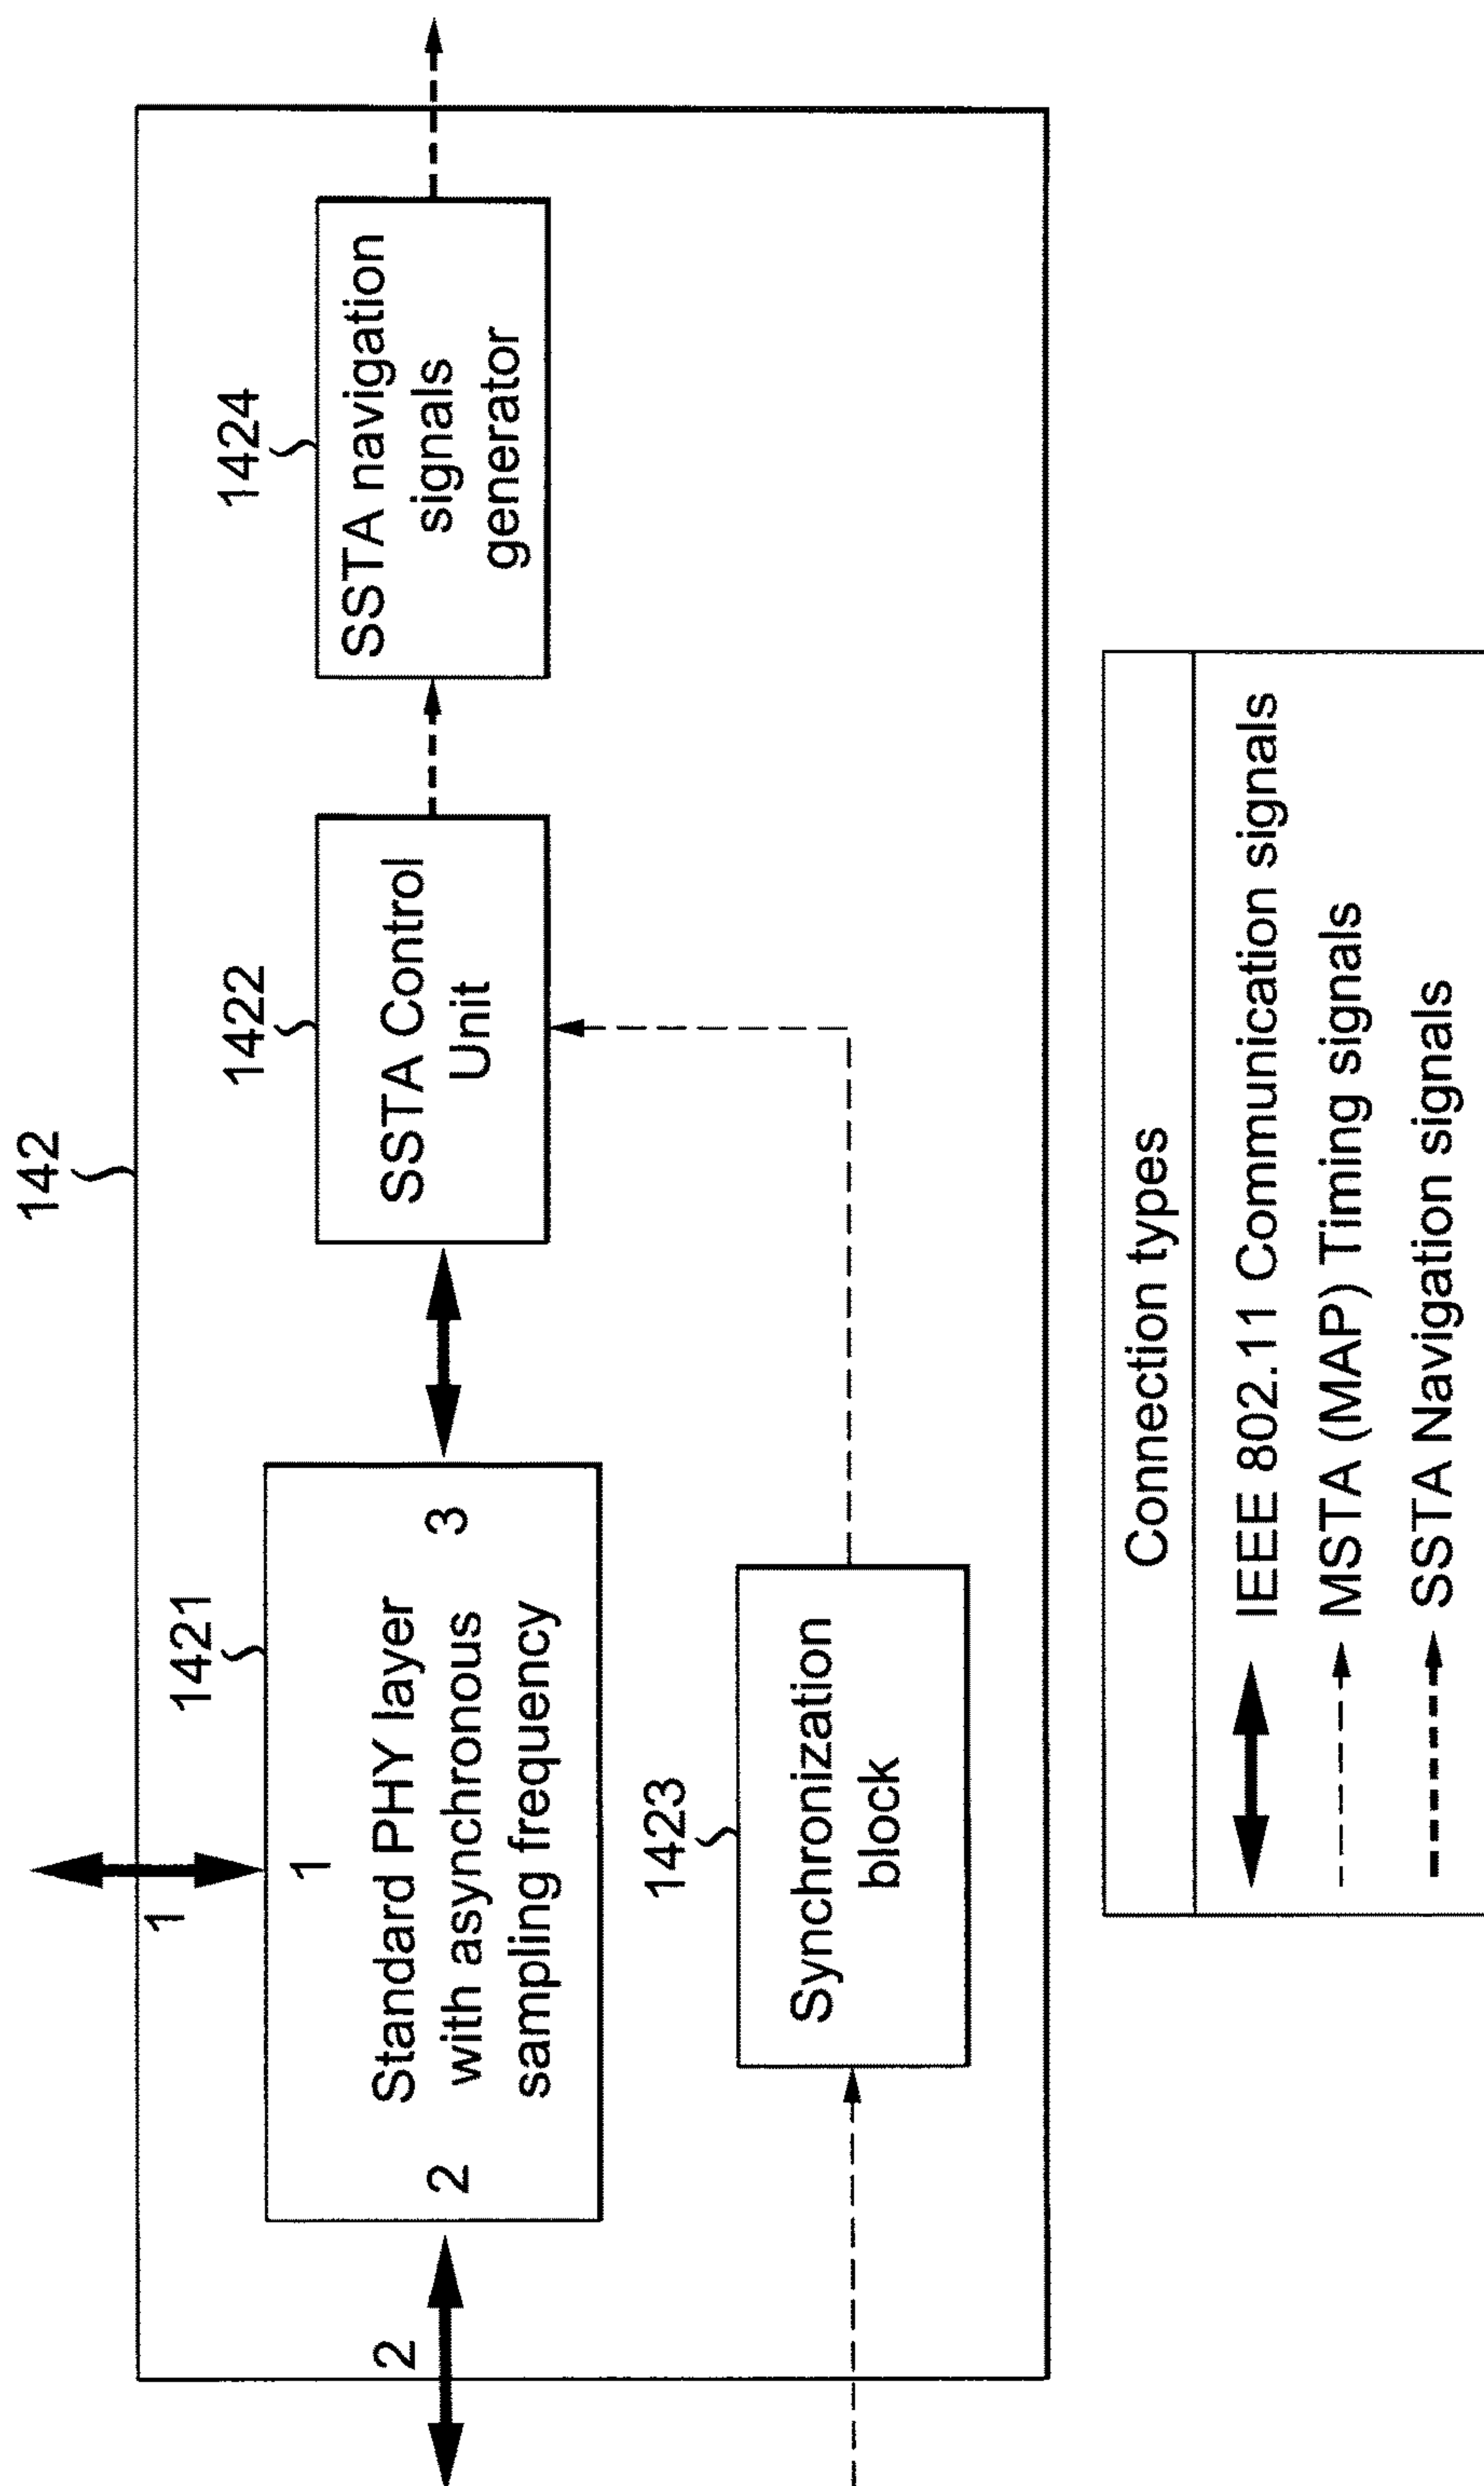 142
1421
1
1
2
2
3
Standard PHY layer
with asynchronous
sampling frequency
1422
SSTA Control
Unit
1424
SSTA navigation
signals
generator
1423
Synchronization
block
Connection types
IEEE 802.11 Communication signals
MSTA (MAP) Timing signals
SSTA Navigation signals